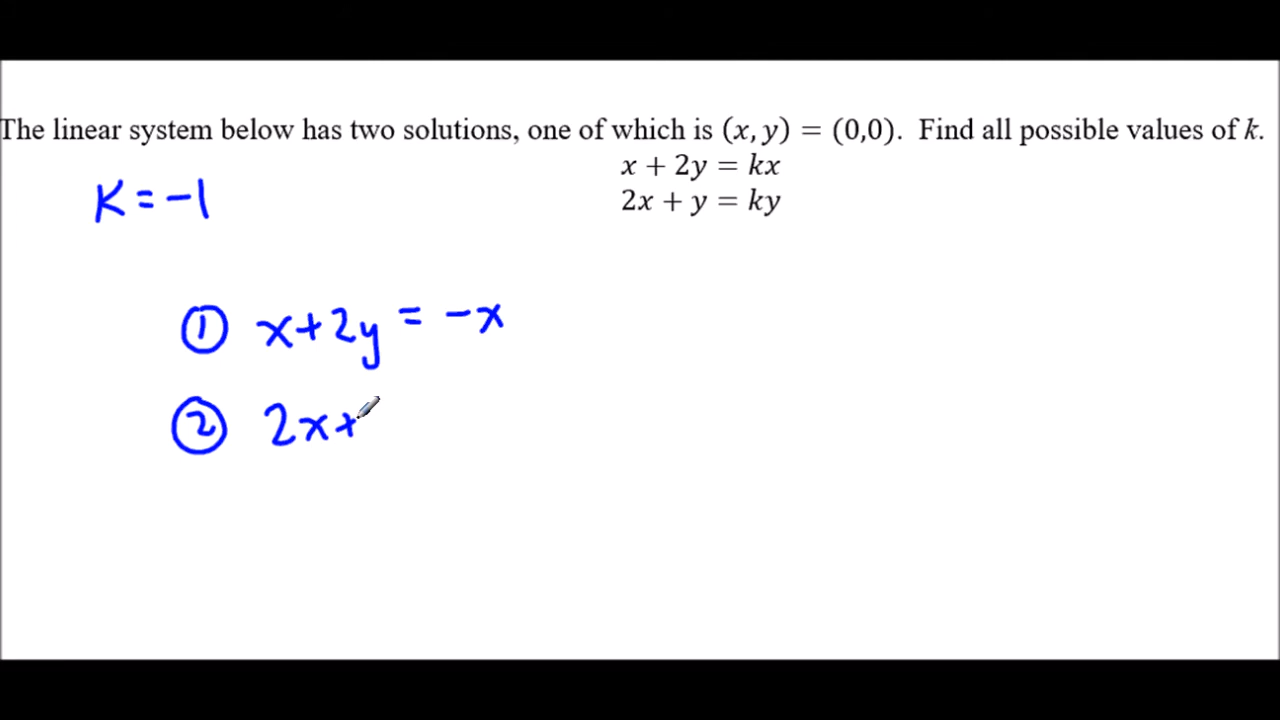 The linear system below has two solutions, one of which is (x, y) = (0,0). Find all possible values of k.
x + 2y = kx
2x + y = ky
K = -1
① x+2y = -x
② 2x+